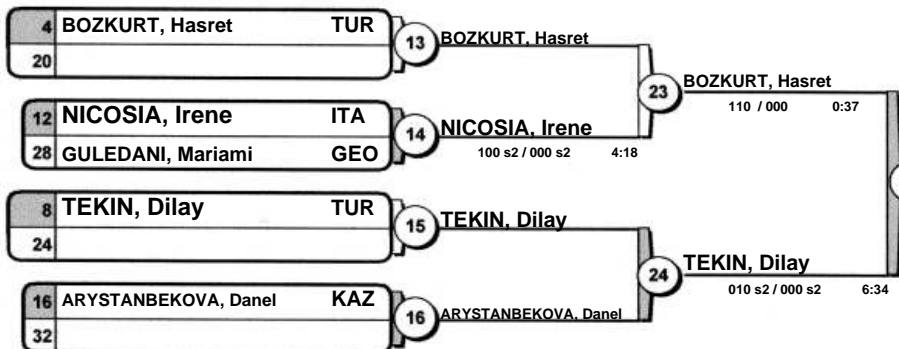 4 BOZKURT, Hasret TUR
20
13 BOZKURT, Hasret
12 NICOSIA, Irene ITA
28 GULEDANI, Mariami GEO
14 NICOSIA, Irene
100 s2 / 000 s2 4:18
23 BOZKURT, Hasret
110 / 000 0:37
8 TEKIN, Dilay TUR
24
15 TEKIN, Dilay
16 ARYSTANBEKOVA, Danel KAZ
32
16 ARYSTANBEKOVA, Danel
24 TEKIN, Dilay
010 s2 / 000 s2 6:34